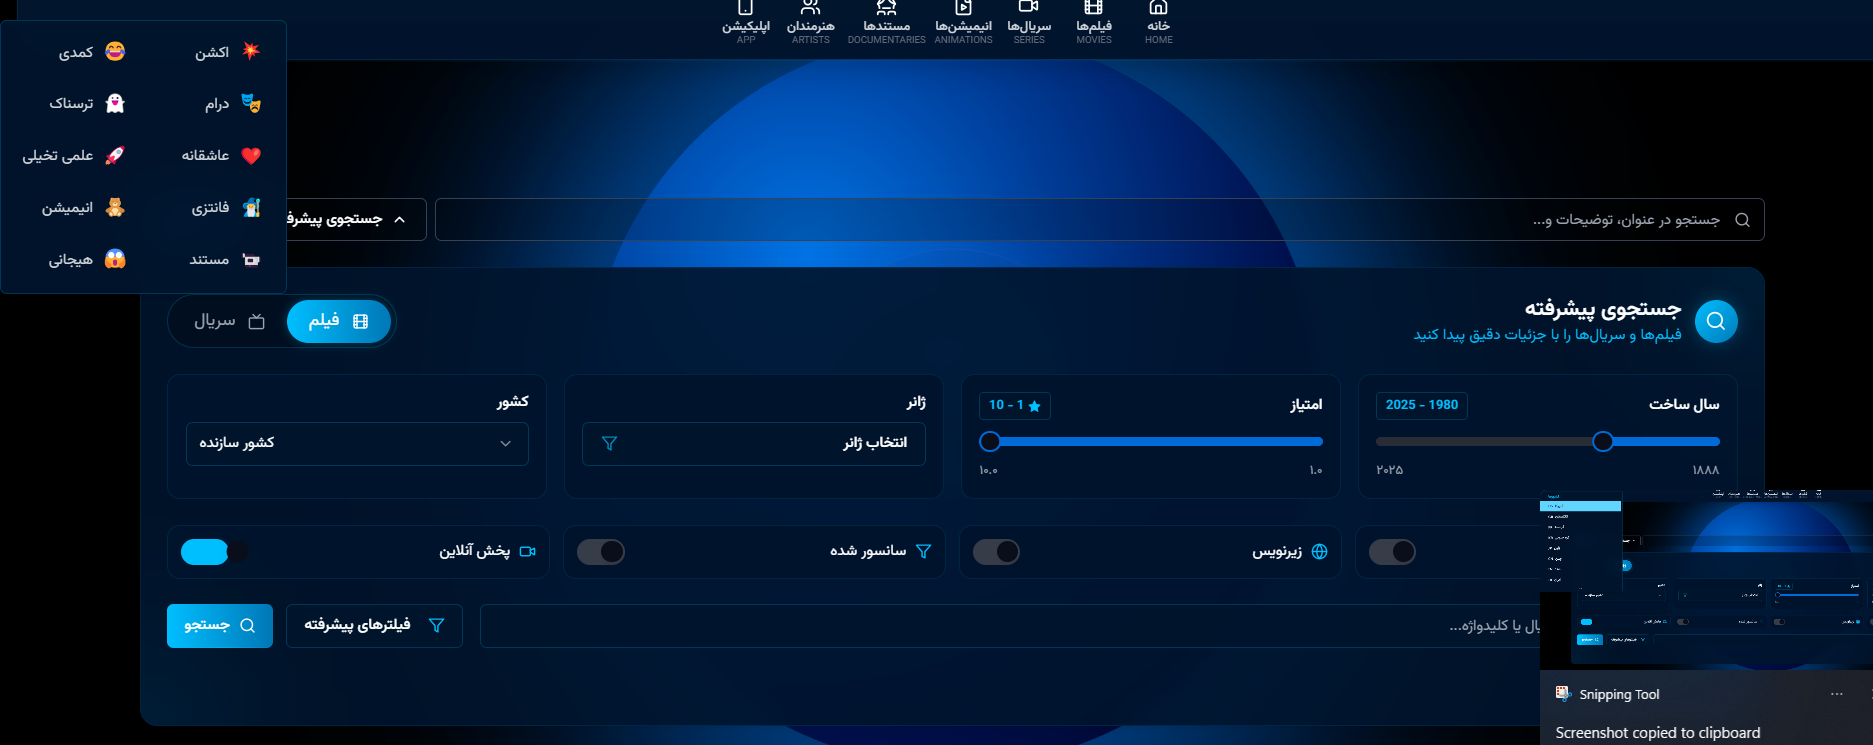 خانه
HOME
فیلم‌ها
MOVIES
سریال‌ها
SERIES
انیمیشن‌ها
ANIMATIONS
مستندها
DOCUMENTARIES
هنرمندان
ARTISTS
اپلیکیشن
APP
اکشن
کمدی
درام
ترسناک
عاشقانه
علمی تخیلی
فانتزی
انیمیشن
مستند
هیجانی
جستجو در عنوان، توضیحات و...
جستجوی پیشرف
جستجوی پیشرفته
فیلم‌ها و سریال‌ها را با جزئیات دقیق پیدا کنید
فیلم
سریال
سال ساخت
1980 - 2025
۱۸۸۸
۲۰۲۵
امتیاز
1 - 10
۱.۰
۱۰.۰
ژانر
انتخاب ژانر
کشور
کشور سازنده
زیرنویس
سانسور شده
پخش آنلاین
یال یا کلیدواژه...
فیلترهای پیشرفته
جستجو
Snipping Tool
...
Screenshot copied to clipboard